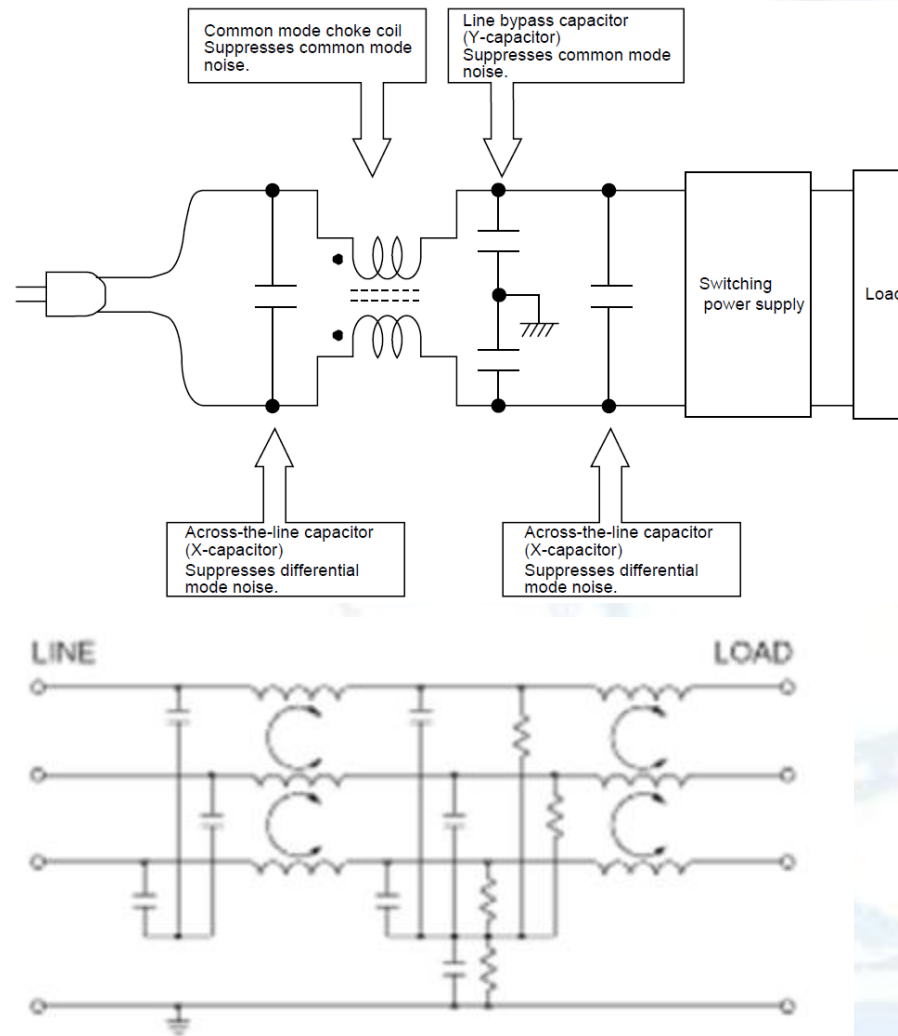 Common mode choke coil
Suppresses common mode
noise.
Line bypass capacitor
(Y-capacitor)
Suppresses common mode
noise.
Switching
power supply
Load
Across-the-line capacitor
(X-capacitor)
Suppresses differential
mode noise.
Across-the-line capacitor
(X-capacitor)
Suppresses differential
mode noise.
LINE
LOAD